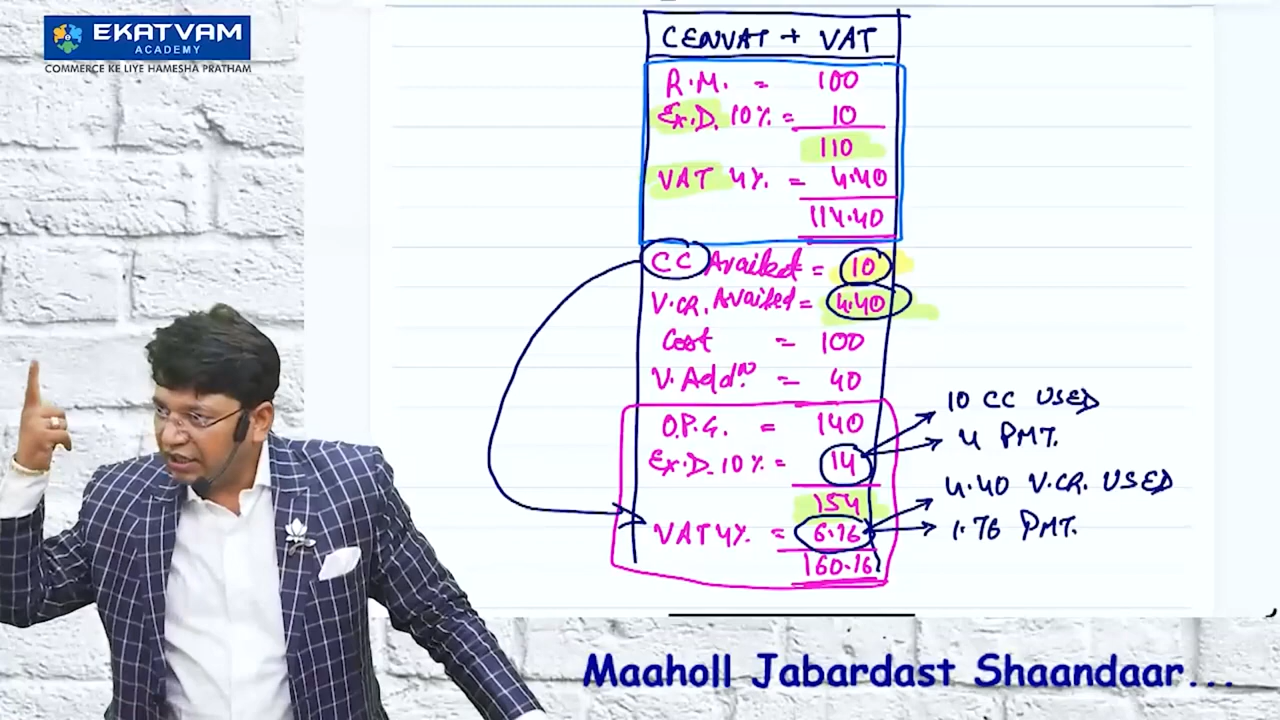 EKATVAM
ACADEMY
COMMERCE KE LIYE HAMESHA PRATHAM
CENVAT + VAT
R.M. = 100
Ex.D. 10% = 10
110
VAT 4% = 4.40
114.40
CC Availed = 10
V.CR. Availed = 4.40
Cost = 100
V. Addn. = 40
O.P.G. = 140
Ex.D. 10% = 14
10 CC USED
4 PMT.
154
VAT 4% = 6.16
4.40 V.CR. USED
1.76 PMT.
160.16
Maaholl Jabardast Shaandaar...